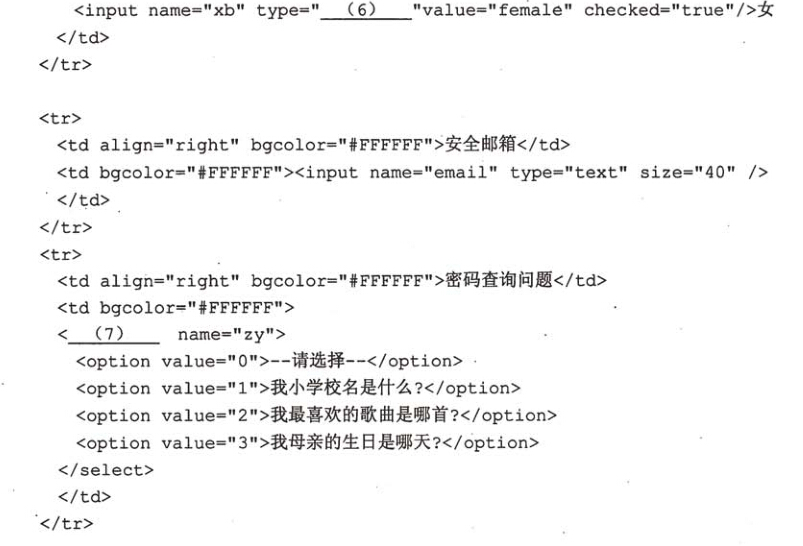 <input name="xb" type="（6）"value="female" checked="true"/>女
</td>
</tr>
<tr>
<td align="right" bgcolor="#FFFFFF">安全邮箱</td>
<td bgcolor="#FFFFFF"><input name="email" type="text" size="40" />
</td>
</tr>
<tr>
<td align="right" bgcolor="#FFFFFF">密码查询问题</td>
<td bgcolor="#FFFFFF">
<（7） name="zy">
<option value="0">--请选择--</option>
<option value="1">我小学校名是什么?</option>
<option value="2">我最喜欢的歌曲是哪首?</option>
<option value="3">我母亲的生日是哪天?</option>
</select>
</td>
</tr>